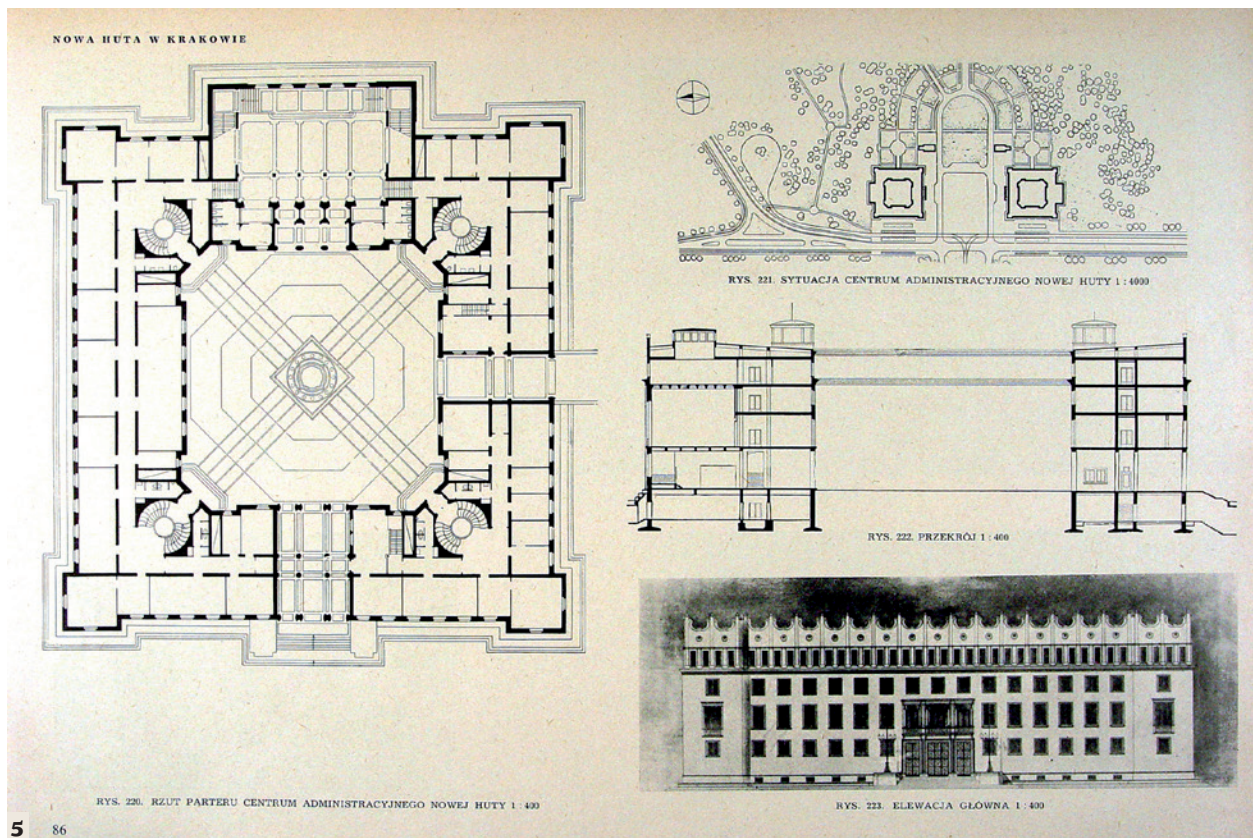 NOWA HUTA W KRAKOWIE
RYS. 221. SYTUACJA CENTRUM ADMINISTRACYJNEGO NOWEJ HUTY 1 : 4000
RYS. 222. PRZEKRÓJ 1 : 400
RYS. 220. RZUT PARTERU CENTRUM ADMINISTRACYJNEGO NOWEJ HUTY 1 : 400
RYS. 223. ELEWACJA GŁÓWNA 1 : 400
5 86